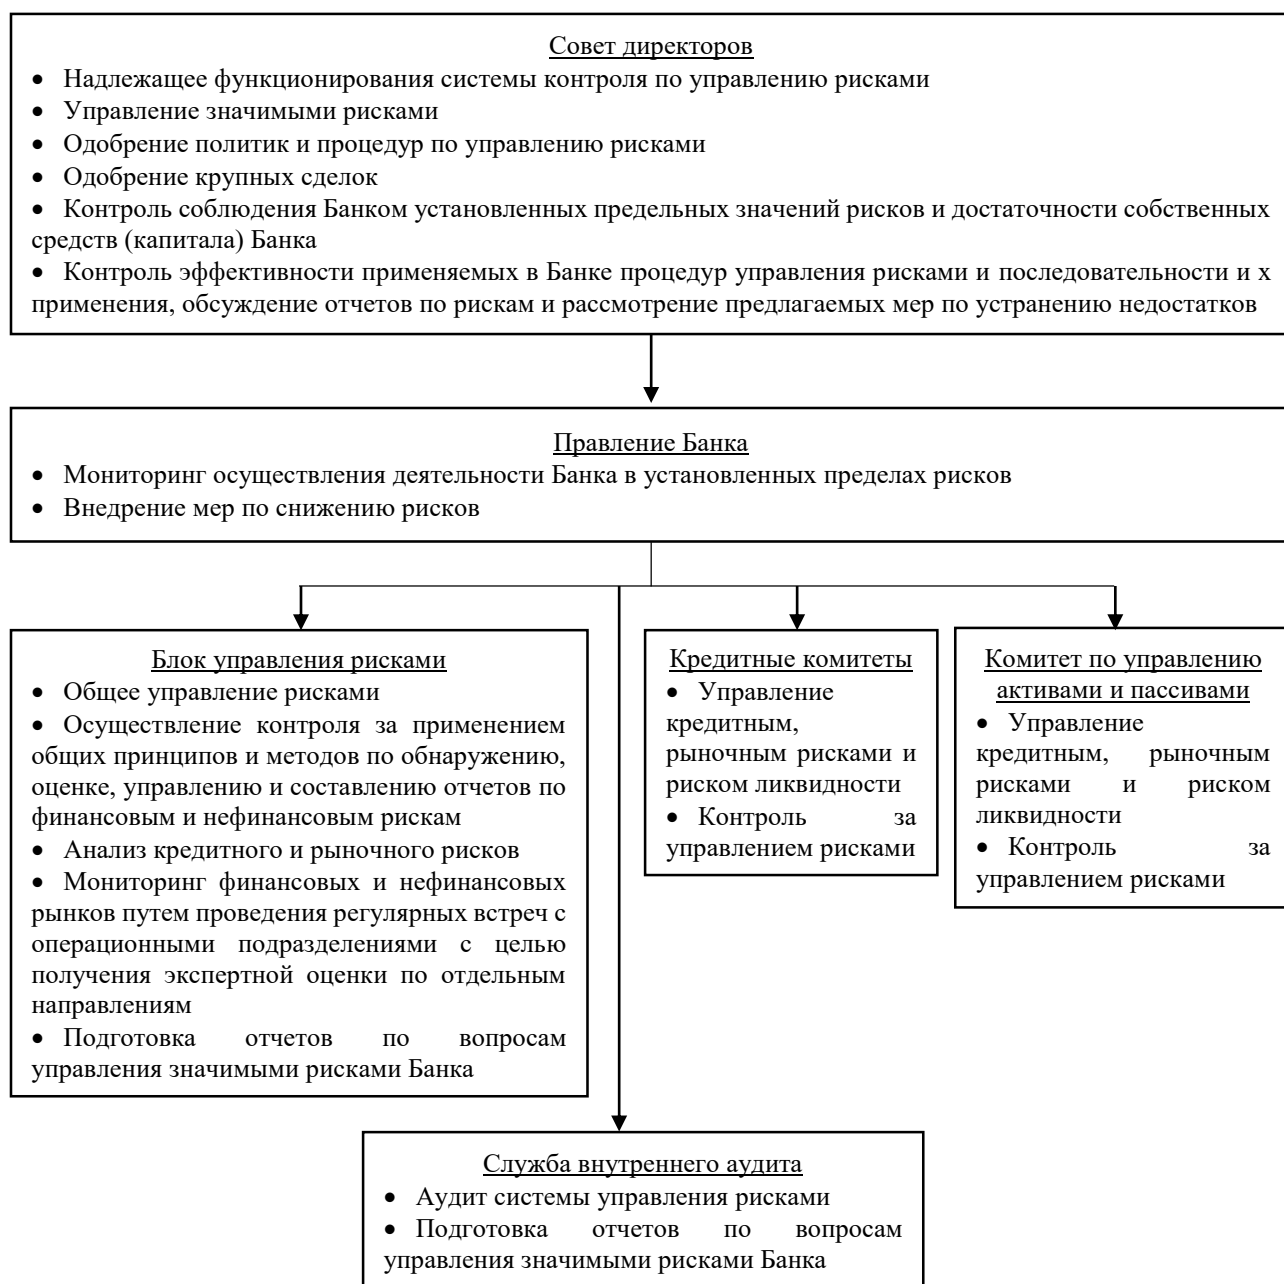 Совет директоров
• Надлежащее функционирования системы контроля по управлению рисками
• Управление значимыми рисками
• Одобрение политик и процедур по управлению рисками
• Одобрение крупных сделок
• Контроль соблюдения Банком установленных предельных значений рисков и достаточности собственных
средств (капитала) Банка
• Контроль эффективности применяемых в Банке процедур управления рисками и последовательности и х
применения, обсуждение отчетов по рискам и рассмотрение предлагаемых мер по устранению недостатков
Правление Банка
• Мониторинг осуществления деятельности Банка в установленных пределах рисков
• Внедрение мер по снижению рисков
Блок управления рисками
• Общее управление рисками
• Осуществление контроля за применением
общих принципов и методов по обнаружению,
оценке, управлению и составлению отчетов по
финансовым и нефинансовым рискам
• Анализ кредитного и рыночного рисков
• Мониторинг финансовых и нефинансовых
рынков путем проведения регулярных встреч с
операционными подразделениями с целью
получения экспертной оценки по отдельным
направлениям
• Подготовка отчетов по вопросам
управления значимыми рисками Банка
Кредитные комитеты
• Управление
кредитным,
рыночным рисками и
риском ликвидности
• Контроль за
управлением рисками
Комитет по управлению
активами и пассивами
• Управление
кредитным, рыночным
рисками и риском
ликвидности
• Контроль за
управлением рисками
Служба внутреннего аудита
• Аудит системы управления рисками
• Подготовка отчетов по вопросам
управления значимыми рисками Банка